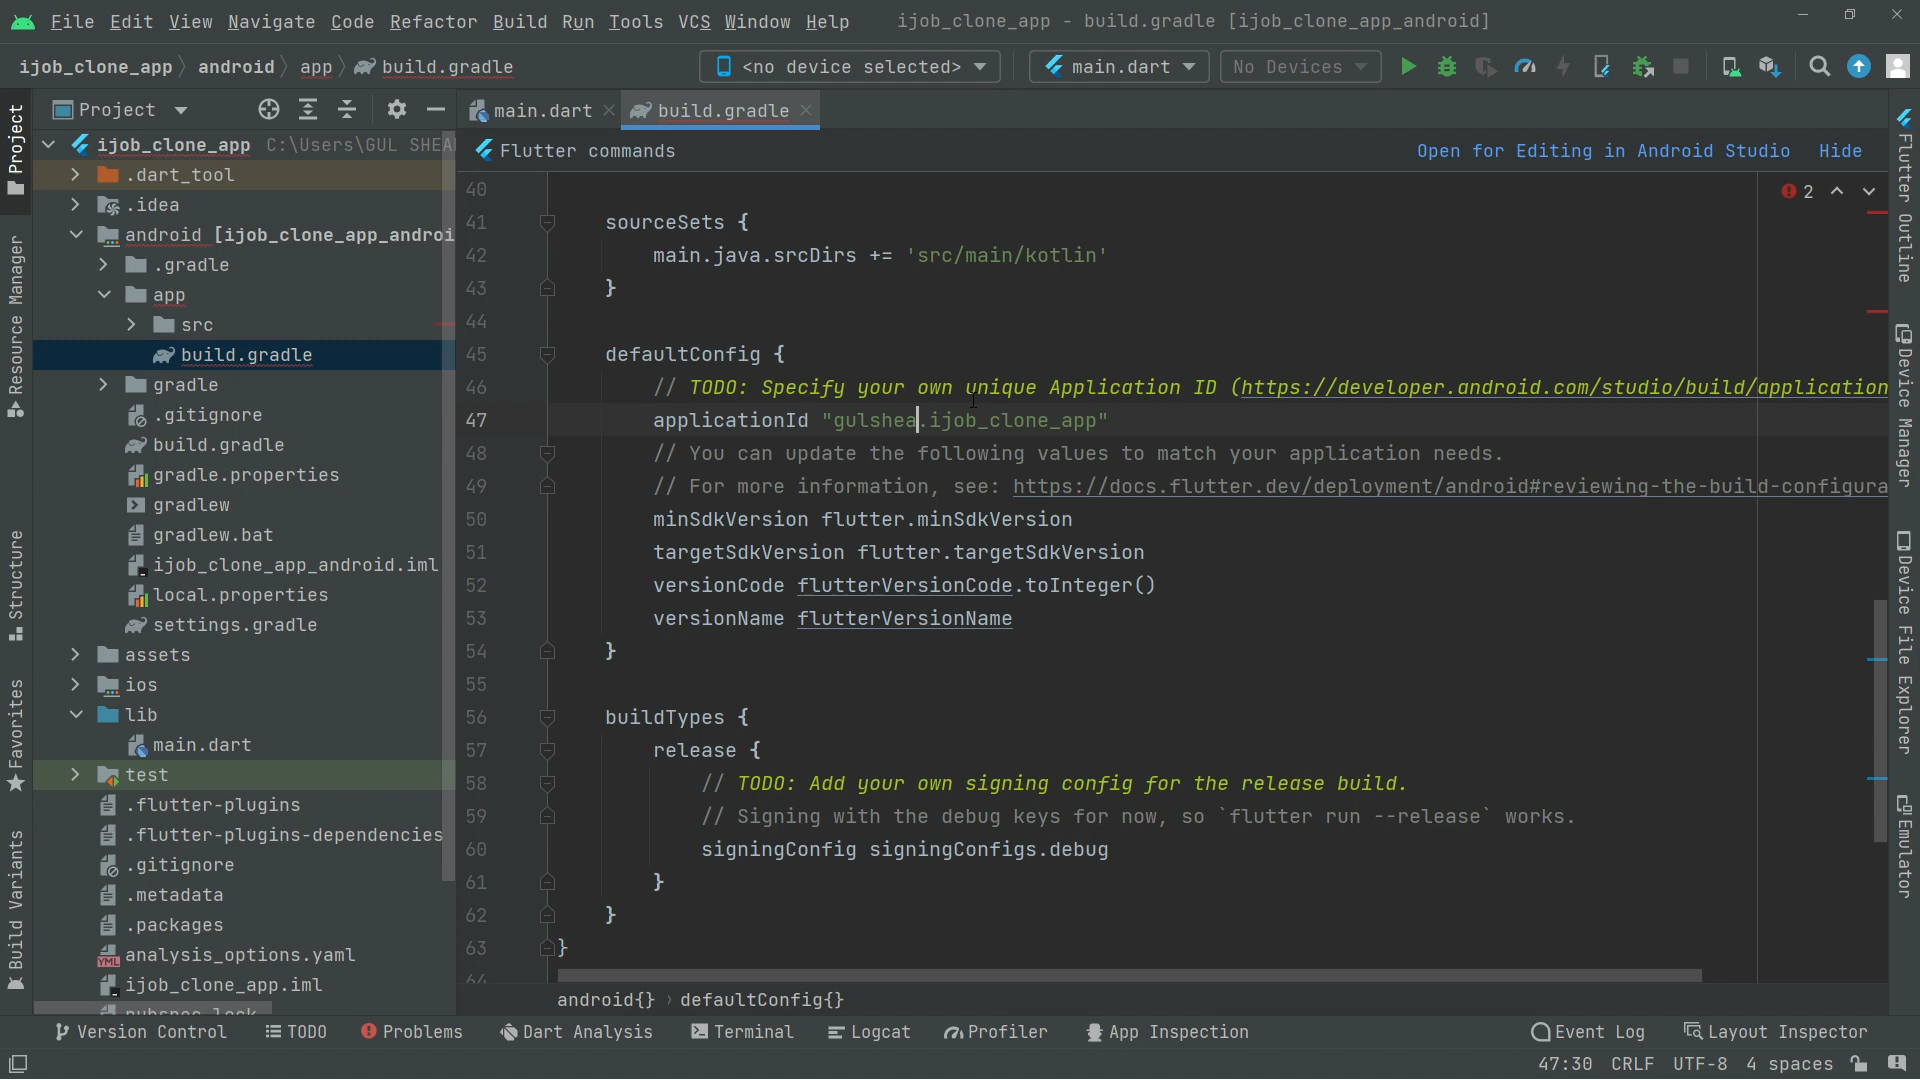 File Edit View Navigate Code Refactor Build Run Tools VCS Window Help ijob_clone_app - build.gradle [ijob_clone_app_android]
ijob_clone_app android app build.gradle <no device selected> main.dart No Devices
Project main.dart build.gradle
ijob_clone_app C:\Users\GUL SHEA
Flutter commands Open for Editing in Android Studio Hide
.dart_tool
.idea
android [ijob_clone_app_androi
.gradle
app
src
build.gradle
gradle
.gitignore
build.gradle
gradle.properties
gradlew
gradlew.bat
ijob_clone_app_android.iml
local.properties
settings.gradle
assets
ios
lib
main.dart
test
.flutter-plugins
.flutter-plugins-dependencies
.gitignore
.metadata
.packages
analysis_options.yaml
ijob_clone_app.iml
pubspec.lock
2
40
41 sourceSets {
42 main.java.srcDirs += 'src/main/kotlin'
43 }
44
45 defaultConfig {
46 // TODO: Specify your own unique Application ID (https://developer.android.com/studio/build/application
47 applicationId "gulshea.ijob_clone_app"
48 // You can update the following values to match your application needs.
49 // For more information, see: https://docs.flutter.dev/deployment/android#reviewing-the-build-configura
50 minSdkVersion flutter.minSdkVersion
51 targetSdkVersion flutter.targetSdkVersion
52 versionCode flutterVersionCode.toInteger()
53 versionName flutterVersionName
54 }
55
56 buildTypes {
57 release {
58 // TODO: Add your own signing config for the release build.
59 // Signing with the debug keys for now, so `flutter run --release` works.
60 signingConfig signingConfigs.debug
61 }
62 }
63 }
64
android{} defaultConfig{}
Project
Resource Manager
Structure
Favorites
Build Variants
Flutter Outline
Device Manager
Device File Explorer
Emulator
Version Control TODO Problems Dart Analysis Terminal Logcat Profiler App Inspection Event Log Layout Inspector
47:30 CRLF UTF-8 4 spaces